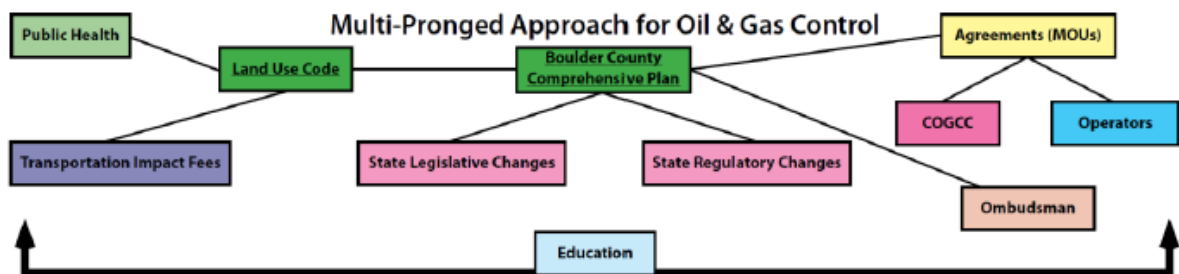 Multi-Pronged Approach for Oil & Gas Control
Public Health
Land Use Code
Boulder County
Comprehensive Plan
Agreements (MOUs)
COGCC
Operators
Transportation Impact Fees
State Legislative Changes
State Regulatory Changes
Ombudsman
Education